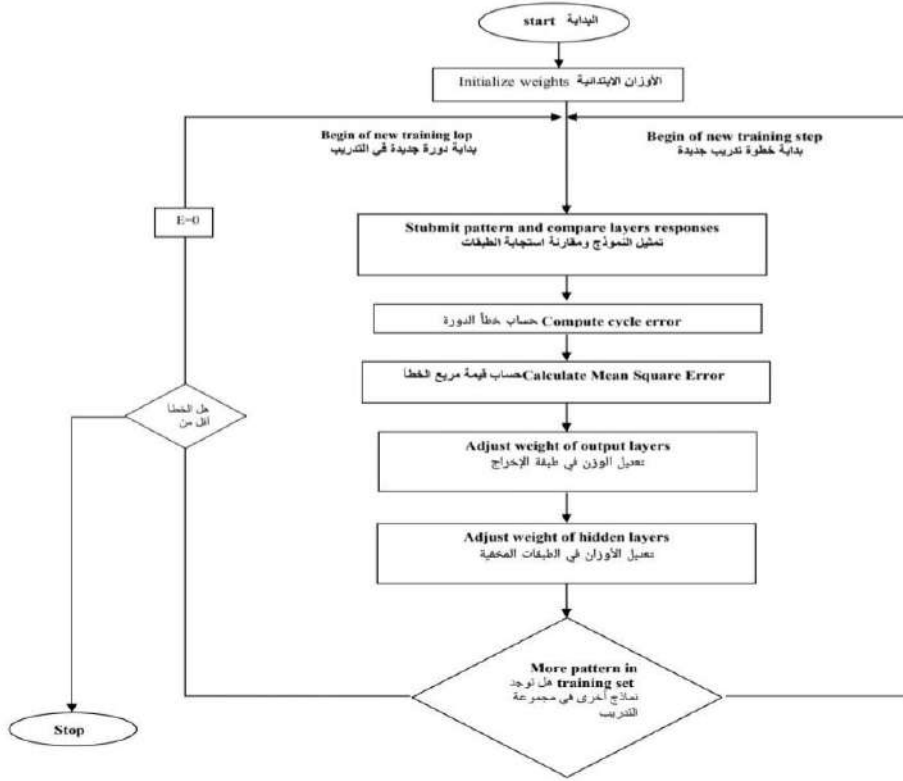 start البداية
Initialize weights الأوزان الابتدائية
Begin of new training lop
بداية دورة جديدة في التدريب
Begin of new training step
بداية خطوة تدريب جديدة
E=0
Stubmit pattern and compare layers responses
تمثيل النموذج ومقارنة استجابة الطبقات
حساب خطأ الدورة Compute cycle error
حساب قيمة مربع الخطأ Calculate Mean Square Error
هل الخطأ
أقل من
Adjust weight of output layers
تعديل الوزن في طبقة الإخراج
Adjust weight of hidden layers
تعديل الأوزان في الطبقات المخفية
More pattern in
training set هل توجد
نماذج أخرى في مجموعة
التدريب
Stop